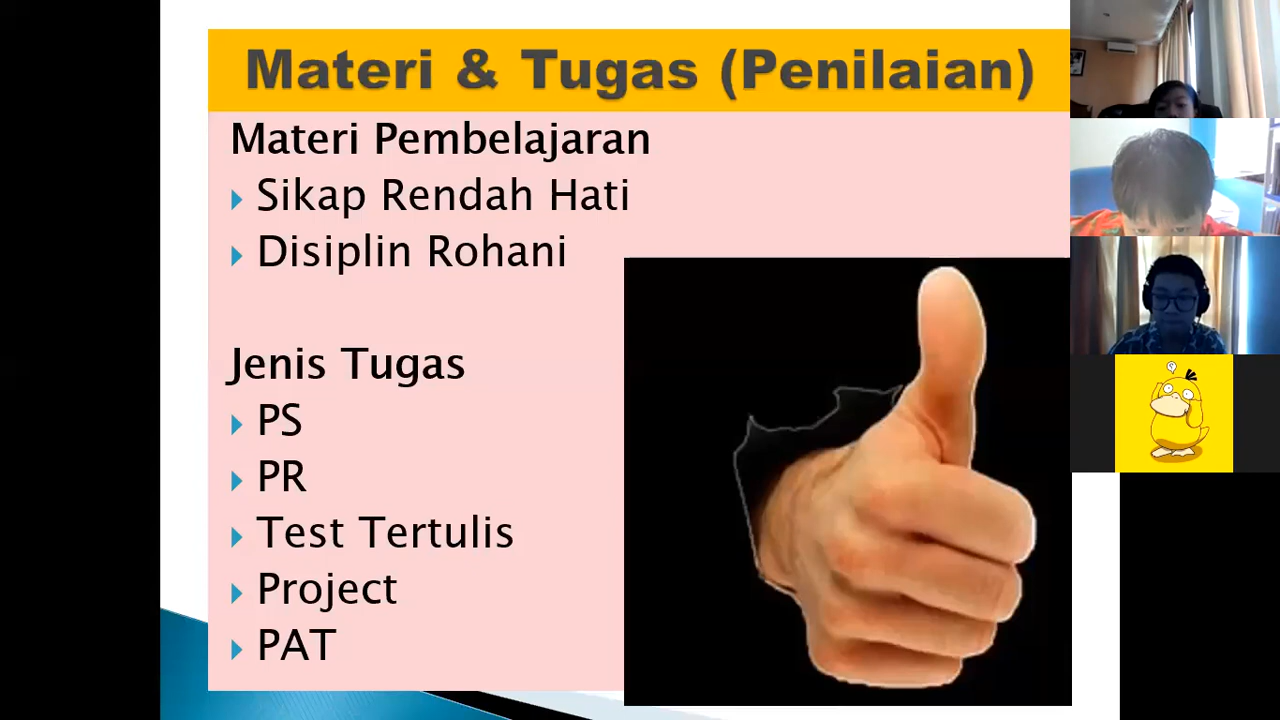 Materi & Tugas (Penilaian)
Materi Pembelajaran
Sikap Rendah Hati
Disiplin Rohani
Jenis Tugas
PS
PR
Test Tertulis
Project
PAT
?